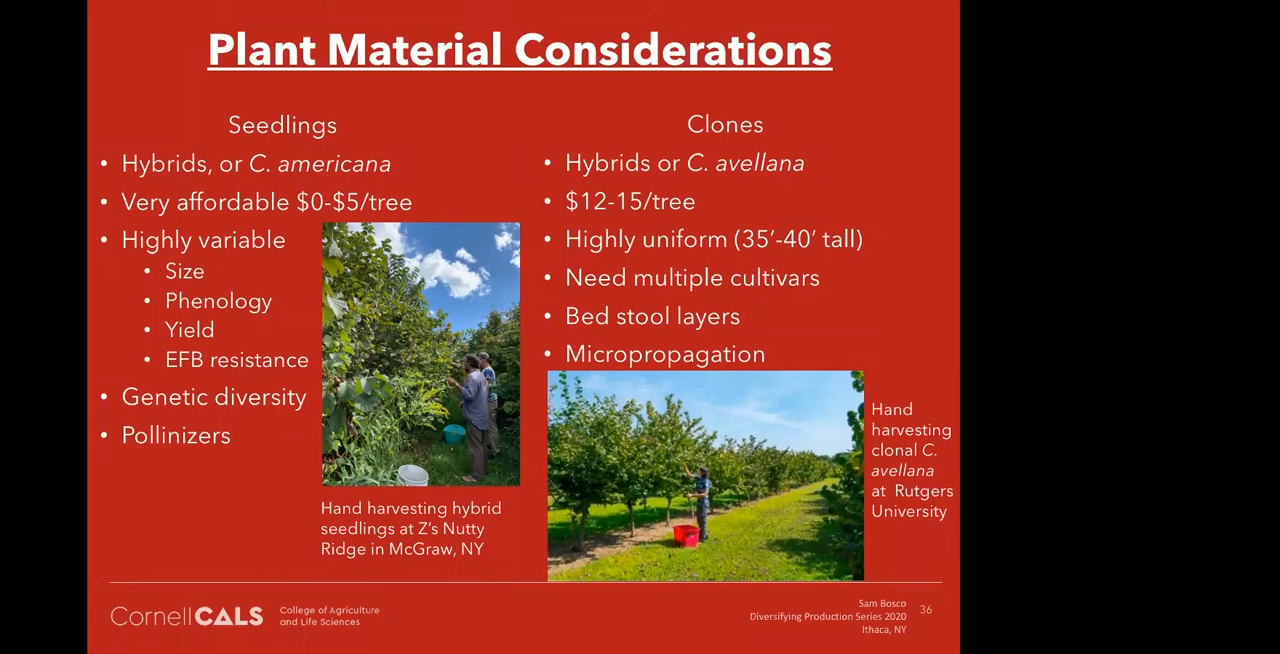 Plant Material Considerations
Seedlings
• Hybrids, or C. americana
• Very affordable $0-$5/tree
• Highly variable
• Size
• Phenology
• Yield
• EFB resistance
• Genetic diversity
• Pollinizers
Hand harvesting hybrid
seedlings at Z’s Nutty
Ridge in McGraw, NY
Clones
• Hybrids or C. avellana
• $12-15/tree
• Highly uniform (35’-40’ tall)
• Need multiple cultivars
• Bed stool layers
• Micropropagation
Hand
harvesting
clonal C.
avellana
at Rutgers
University
CornellCALS
College of Agriculture
and Life Sciences
Sam Bosco
Diversifying Production Series 2020
Ithaca, NY
36